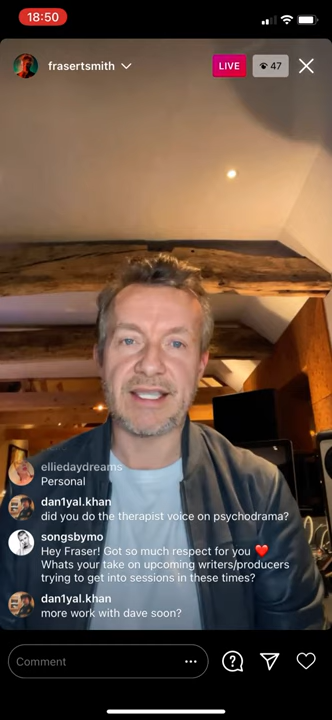 18:50
frasertsmith
LIVE
47
elliedaydreams
Personal
dan1yal.khan
did you do the therapist voice on psychodrama?
songsbymo
Hey Fraser! Got so much respect for you ❤️
Whats your take on upcoming writers/producers
trying to get into sessions in these times?
dan1yal.khan
more work with dave soon?
Comment